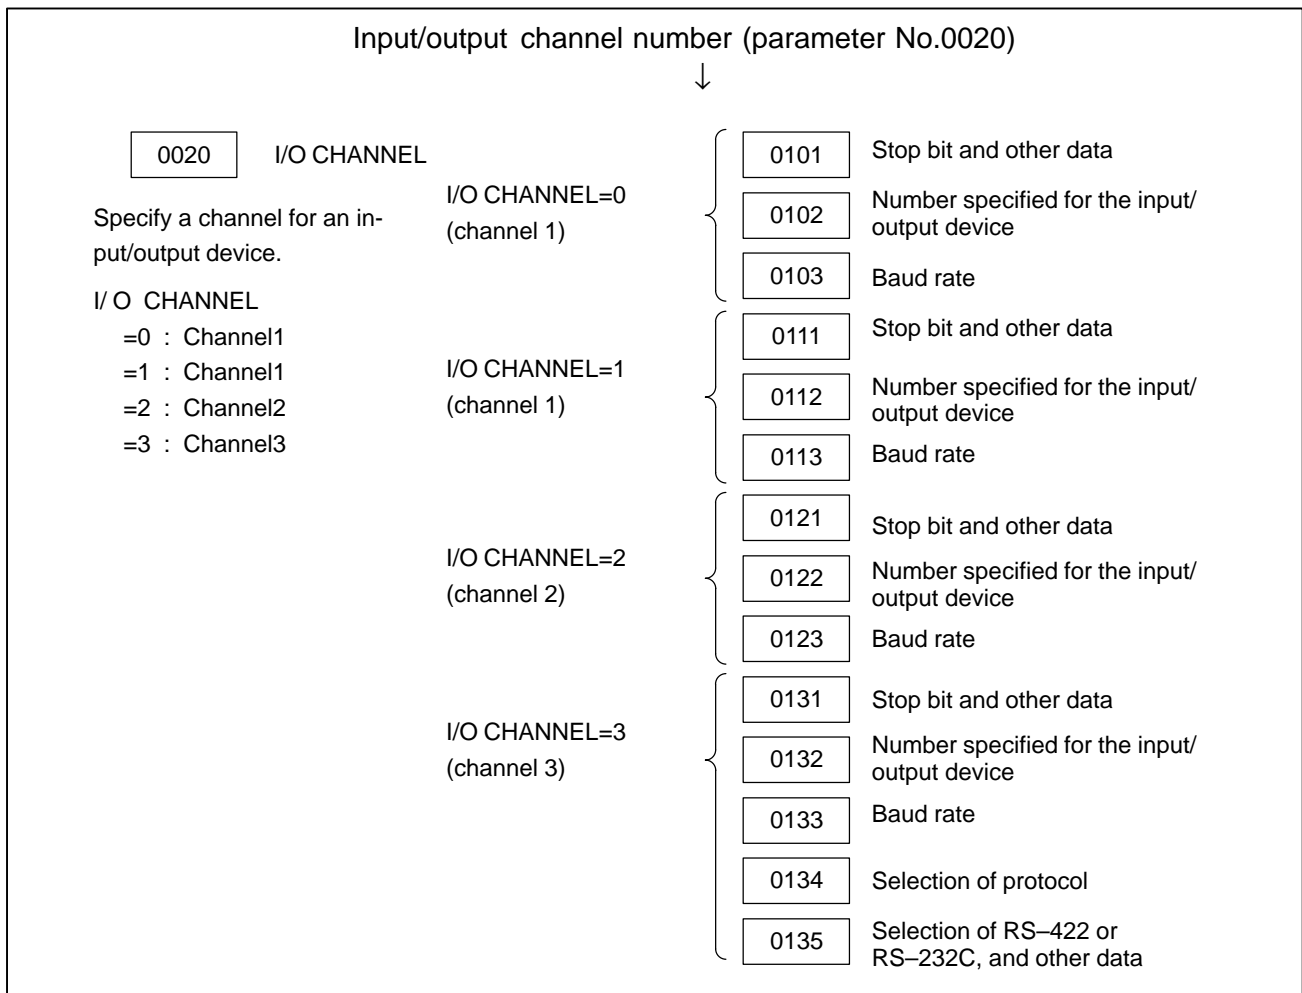 Input/output channel number (parameter No.0020)
↓
0020 I/O CHANNEL
Specify a channel for an in-
put/output device.
I/ O CHANNEL
=0 : Channel1
=1 : Channel1
=2 : Channel2
=3 : Channel3
I/O CHANNEL=0
(channel 1)
0101 Stop bit and other data
0102 Number specified for the input/
output device
0103 Baud rate
I/O CHANNEL=1
(channel 1)
0111 Stop bit and other data
0112 Number specified for the input/
output device
0113 Baud rate
I/O CHANNEL=2
(channel 2)
0121 Stop bit and other data
0122 Number specified for the input/
output device
0123 Baud rate
I/O CHANNEL=3
(channel 3)
0131 Stop bit and other data
0132 Number specified for the input/
output device
0133 Baud rate
0134 Selection of protocol
0135 Selection of RS–422 or
RS–232C, and other data